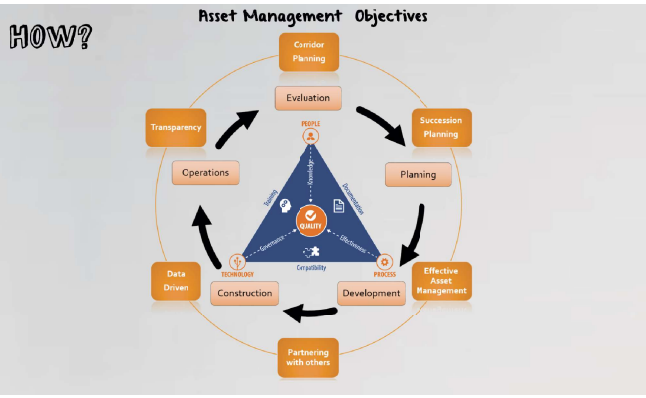 Asset Management Objectives
HOW?
Corridor
Planning
Evaluation
PEOPLE
Transparency
Succession
Planning
Operations
Planning
Knowledge
Training
Documentation
QUALITY
Governance
Effectiveness
TECHNOLOGY
Compatibility
PROCESS
Data
Driven
Effective
Asset
Management
Construction
Development
Partnering
with others